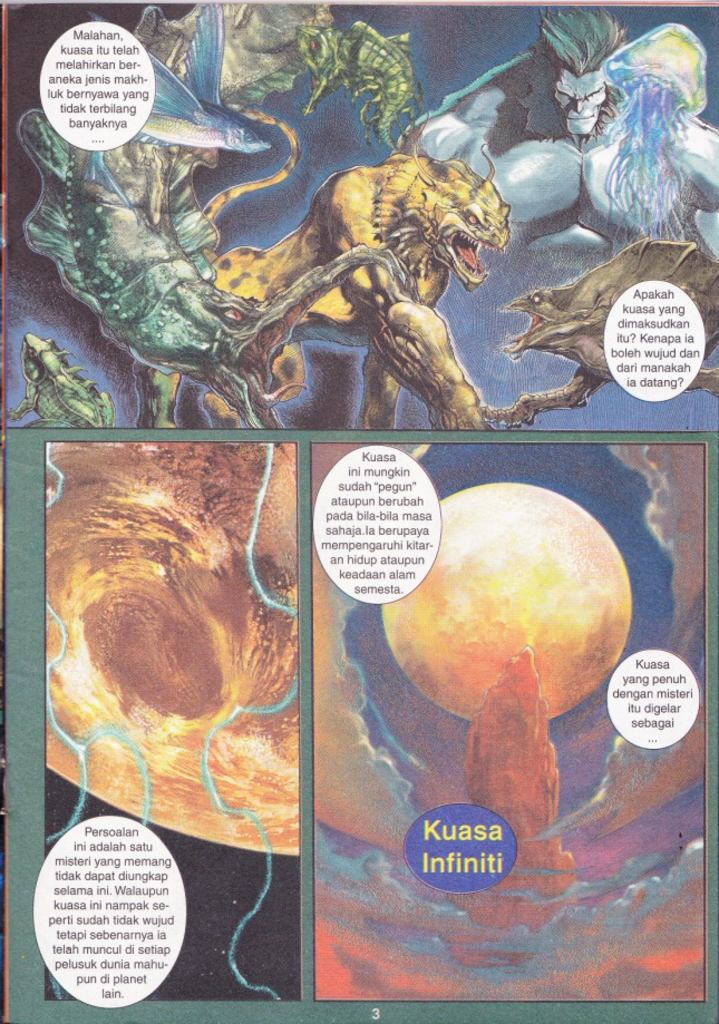 Malahan,
kuasa itu telah
melahirkan ber-
aneka jenis makh-
luk bernyawa yang
tidak terbilang
banyaknya
....
Apakah
kuasa yang
dimaksudkan
itu? Kenapa ia
boleh wujud dan
dari manakah
ia datang?
Persoalan
ini adalah satu
misteri yang memang
tidak dapat diungkap
selama ini. Walaupun
kuasa ini nampak se-
perti sudah tidak wujud
tetapi sebenarnya ia
telah muncul di setiap
pelusuk dunia mahu-
pun di planet
lain.
Kuasa
ini mungkin
sudah "pegun"
ataupun berubah
pada bila-bila masa
sahaja.Ia berupaya
mempengaruhi kitar-
an hidup ataupun
keadaan alam
semesta.
Kuasa
yang penuh
dengan misteri
itu digelar
sebagai
...
Kuasa
Infiniti
3